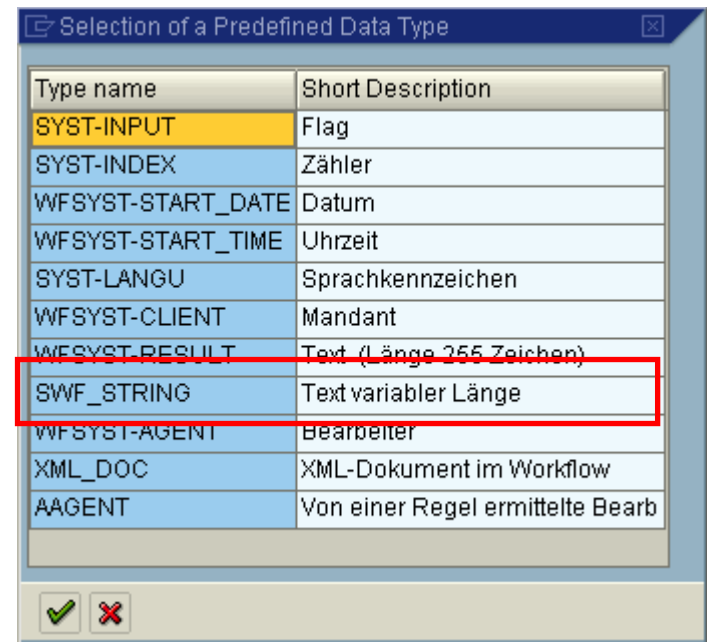 Selection of a Predefined Data Type
Type name Short Description
SYST-INPUT Flag
SYST-INDEX Zähler
WFSYST-START_DATE Datum
WFSYST-START_TIME Uhrzeit
SYST-LANGU Sprachkennzeichen
WFSYST-CLIENT Mandant
WFSYST-RESULT Text (Länge 255 Zeichen)
SWF_STRING Text variabler Länge
WFSYST-AGENT Bearbeiter
XML_DOC XML-Dokument im Workflow
AAGENT Von einer Regel ermittelte Bearb